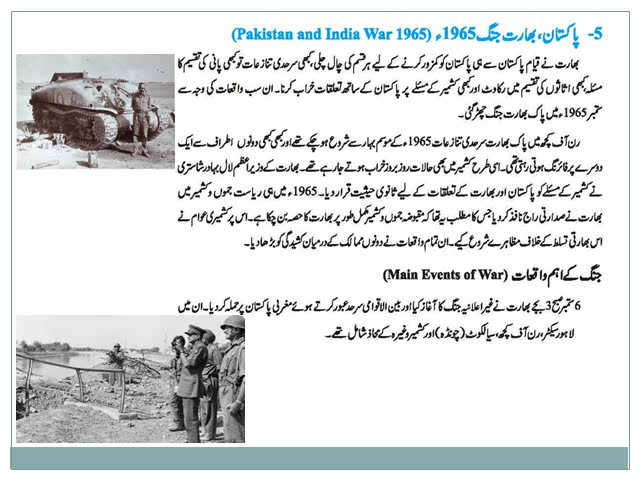 5- پاکستان، بھارت جنگ 1965ء (Pakistan and India War 1965)
بھارت نے قیام پاکستان سے ہی پاکستان کو کمزور کرنے کے لیے ہر قسم کی چال چلی، کبھی سرحدی تنازعات تو کبھی پانی کی تقسیم کا
مسئلہ کبھی اثاثوں کی تقسیم میں رکاوٹ اور کبھی کشمیر کے مسئلے پر پاکستان کے ساتھ تعلقات خراب کرنا۔ ان سب واقعات کی وجہ سے
ستمبر 1965ء میں پاک بھارت جنگ چھڑ گئی۔
رن آف کچھ میں پاک بھارت سرحدی تنازعات 1965ء کے موسم بہار سے شروع ہو چکے تھے اور کبھی کبھی دونوں اطراف سے ایک
دوسرے پر فائرنگ ہوتی رہتی تھی۔ اسی طرح کشمیر میں بھی حالات روز بروز خراب ہوتے جا رہے تھے۔ بھارت کے وزیراعظم لال بہادر شاستری
نے کشمیر کے مسئلے کو پاکستان اور بھارت کے تعلقات کے لیے ثانوی حیثیت قرار دیا۔ 1965ء میں ہی ریاست جموں و کشمیر میں
بھارت نے صدارتی راج نافذ کر دیا جس کا مطلب یہ تھا کہ مقبوضہ جموں و کشمیر مکمل طور پر بھارت کا حصہ بن چکا ہے۔ اس پر کشمیری عوام نے
اس بھارتی تسلط کے خلاف مظاہرے شروع کیے۔ ان تمام واقعات نے دونوں ممالک کے درمیان کشیدگی کو بڑھا دیا۔
جنگ کے اہم واقعات (Main Events of War)
6 ستمبر صبح 3 بجے بھارت نے غیر اعلانیہ جنگ کا آغاز کیا اور بین الاقوامی سرحد عبور کرتے ہوئے مغربی پاکستان پر حملہ کر دیا۔ ان میں
لاہور سیکٹر، رن آف کچھ، سیالکوٹ (چونڈہ) اور کشمیر وغیرہ کے محاذ شامل تھے۔